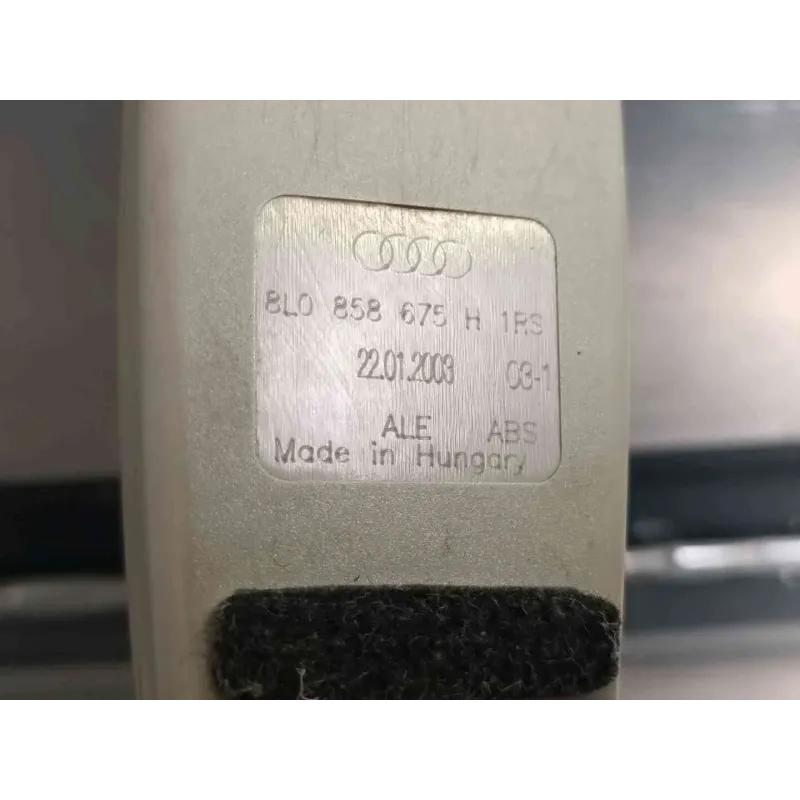 8L0 858 675 H 1RS
22.01.2003 03-1
ALE ABS
Made in Hungary